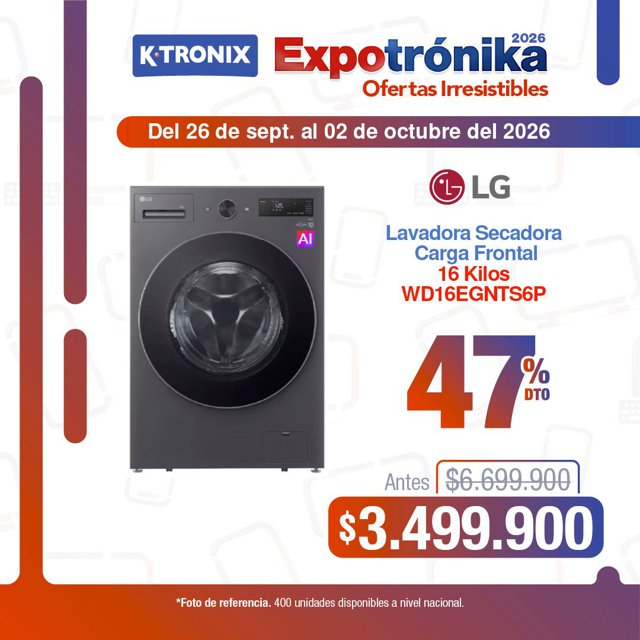 K-TRONIX
Expotrónika 2026
Ofertas Irresistibles
Del 26 de sept. al 02 de octubre del 2026
LG
LG
AI
Lavadora Secadora
Carga Frontal
16 Kilos
WD16EGNTS6P
47% DTO
Antes $6.699.900
$3.499.900
*Foto de referencia. 400 unidades disponibles a nivel nacional.